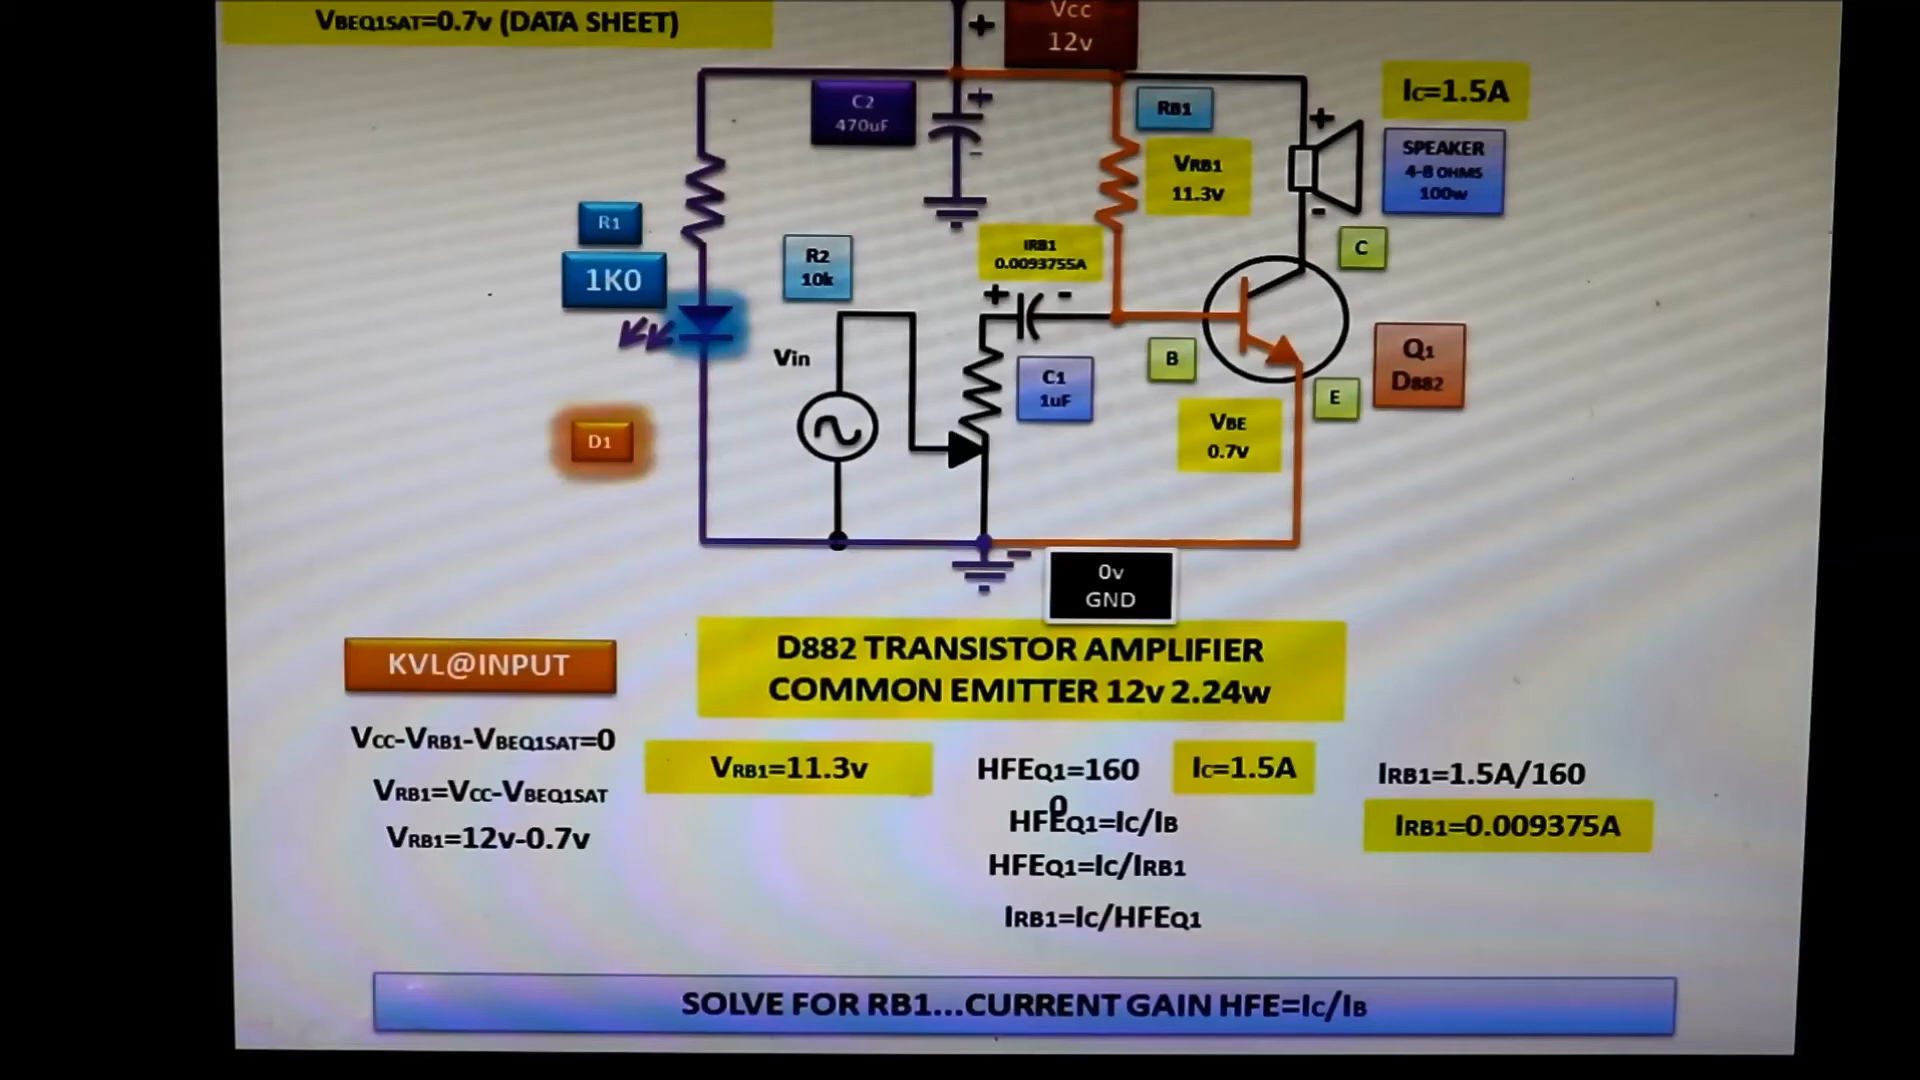 VBEQ1SAT=0.7v (DATA SHEET)
+
Vcc
12v
C2
470uF
+
-
RB1
VRB1
11.3v
+
-
Ic=1.5A
SPEAKER
4-8 OHMS
100w
R1
1K0
R2
10k
IRB1
0.0093755A
+
-
C
Vin
C1
1uF
B
Q1
D882
E
VBE
0.7v
D1
-
0v
GND
KVL@INPUT
D882 TRANSISTOR AMPLIFIER
COMMON EMITTER 12v 2.24w
VCC-VRB1-VBEQ1SAT=0
VRB1=VCC-VBEQ1SAT
VRB1=12v-0.7v
VRB1=11.3v
HFEQ1=160
HFEQ1=Ic/IB
HFEQ1=Ic/IRB1
IRB1=Ic/HFEQ1
Ic=1.5A
IRB1=1.5A/160
IRB1=0.009375A
SOLVE FOR RB1...CURRENT GAIN HFE=Ic/IB